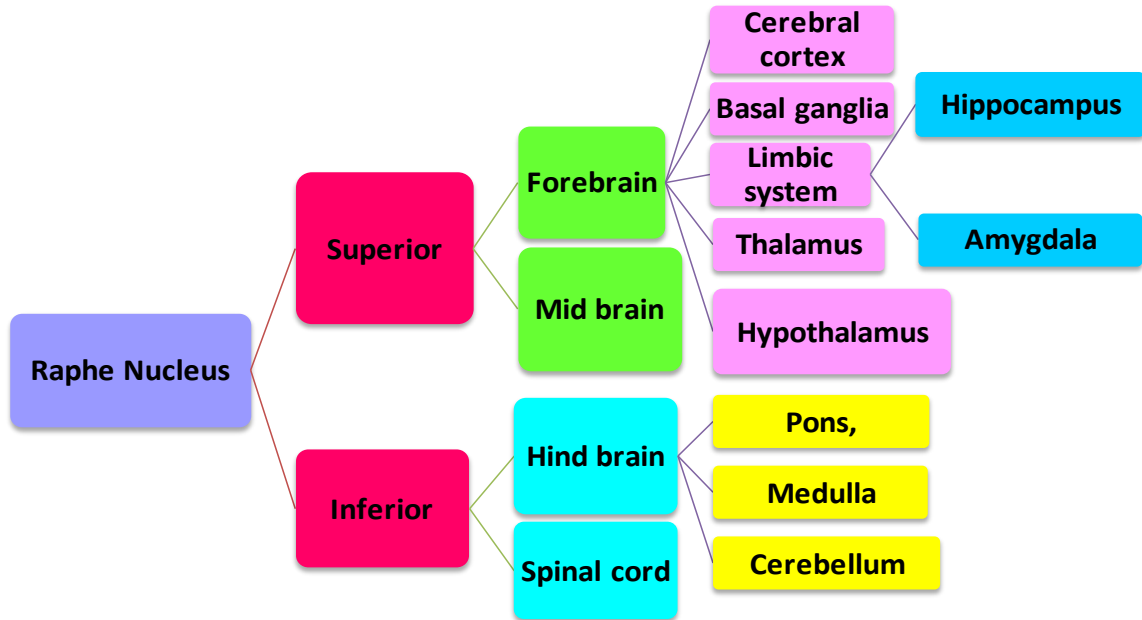 Raphe Nucleus
Superior
Inferior
Forebrain
Mid brain
Hind brain
Spinal cord
Cerebral
cortex
Basal ganglia
Limbic
system
Thalamus
Hypothalamus
Pons,
Medulla
Cerebellum
Hippocampus
Amygdala